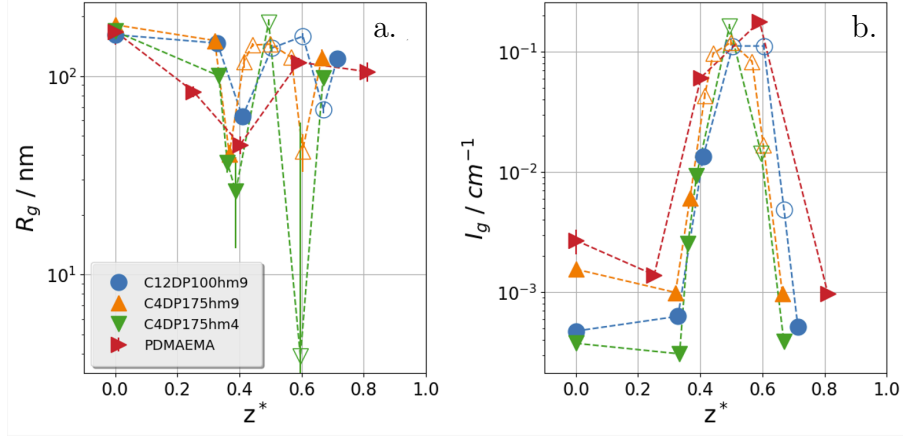 a.
R_g / nm
10^2
10^1
C12DP100hm9
C4DP175hm9
C4DP175hm4
PDMAEMA
0.0 0.2 0.4 0.6 0.8 1.0
z*
b.
I_g / cm^{-1}
10^{-1}
10^{-2}
10^{-3}
0.0 0.2 0.4 0.6 0.8 1.0
z*